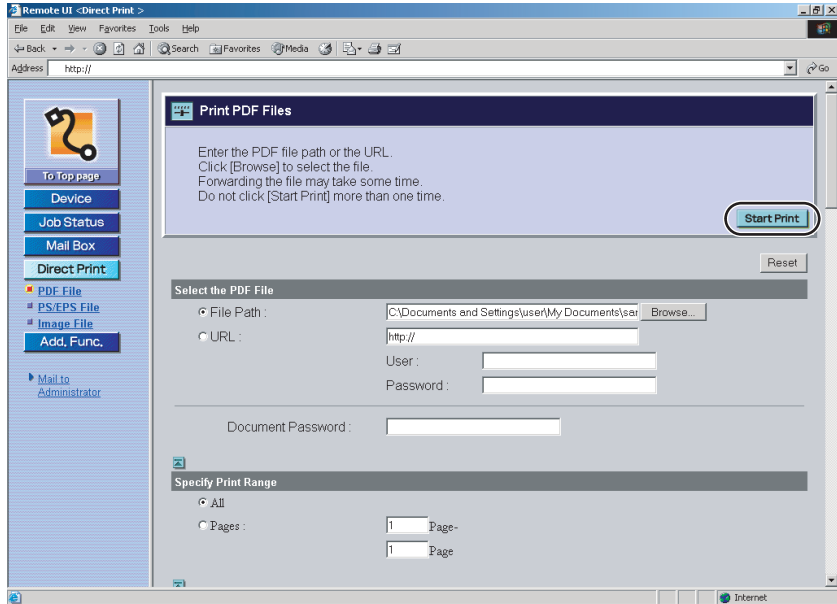 Remote UI <Direct Print >
File Edit View Favorites Tools Help
Back Search Favorites Media
Address http:// Go
To Top page
Device
Job Status
Mail Box
Direct Print
PDF File
PS/EPS File
Image File
Add. Func.
Mail to
Administrator
Print PDF Files
Enter the PDF file path or the URL.
Click [Browse] to select the file.
Forwarding the file may take some time.
Do not click [Start Print] more than one time.
Start Print
Reset
Select the PDF File
File Path : C:\Documents and Settings\user\My Documents\sar Browse...
URL : http://
User :
Password :
Document Password :
Specify Print Range
All
Pages : 1 Page-
1 Page
Internet